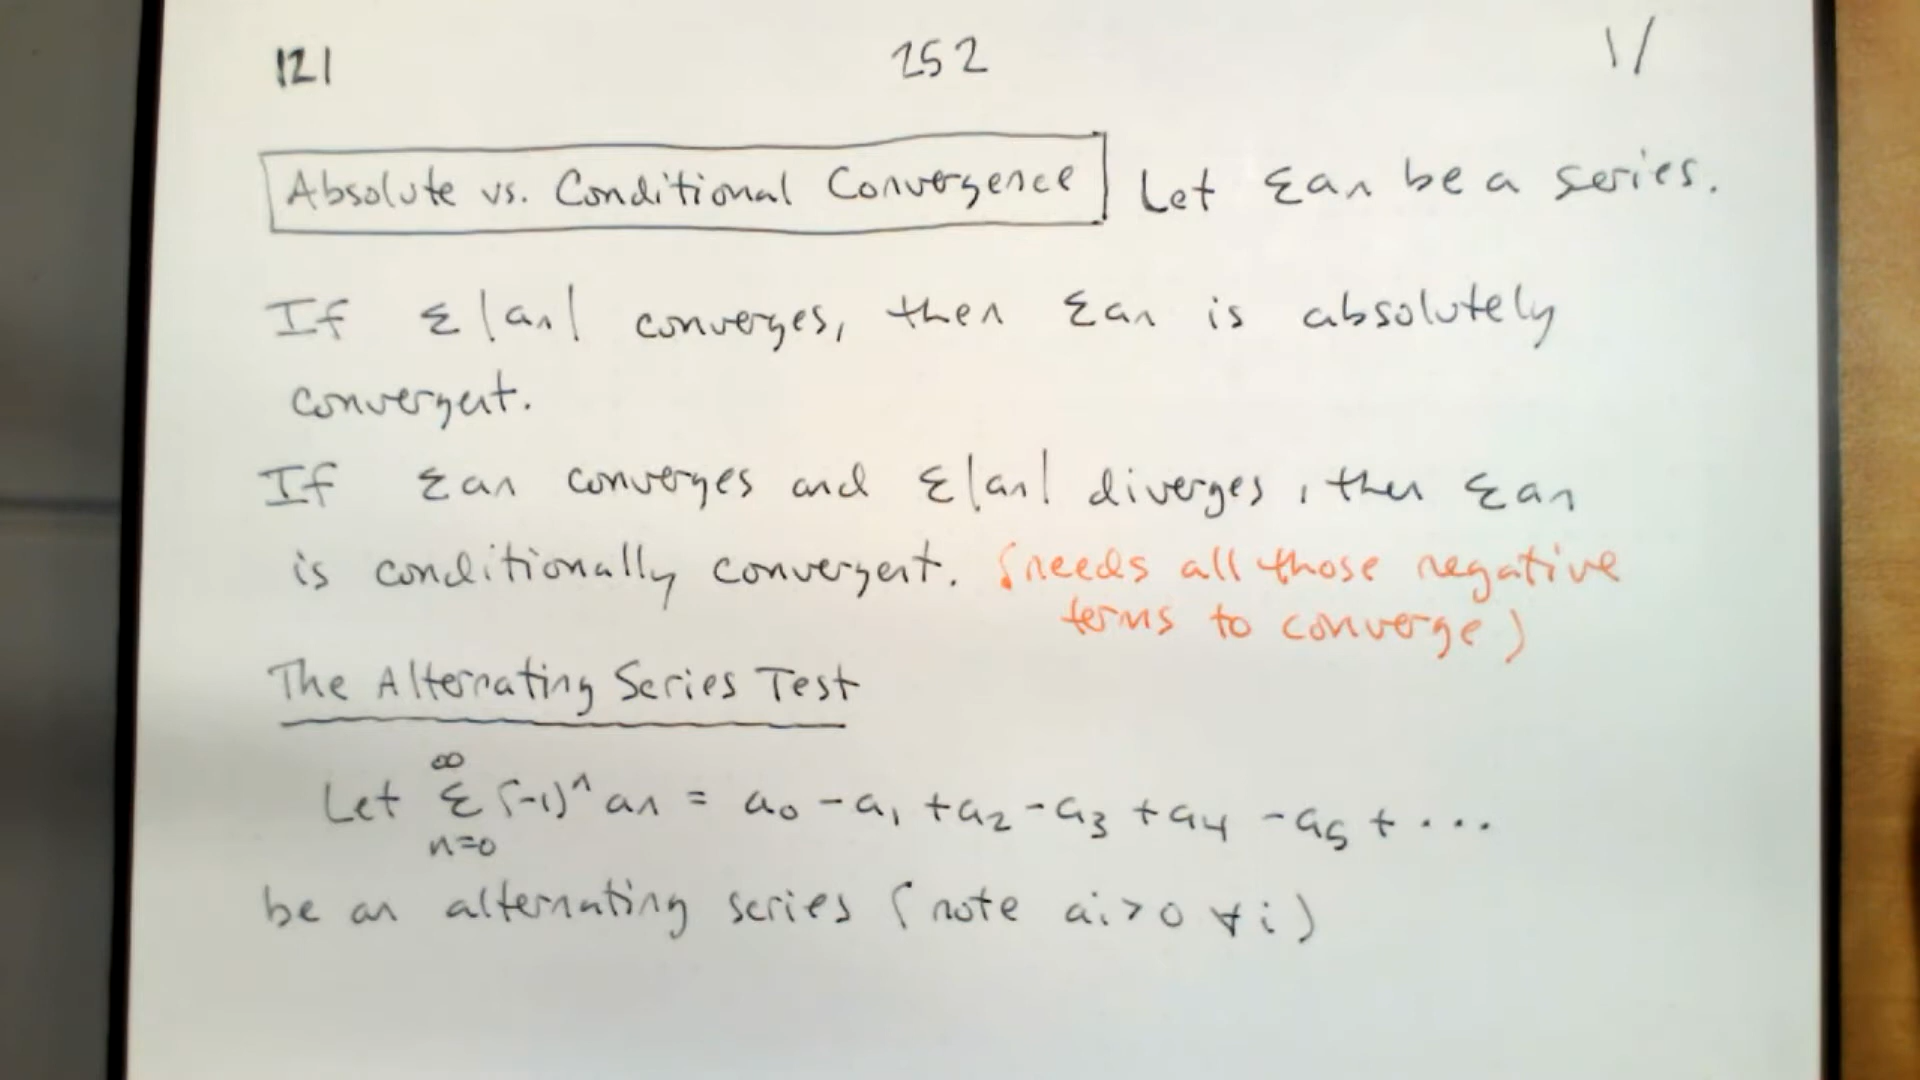 121 252 1/
Absolute vs. Conditional Convergence Let Σan be a series.
If Σ|an| converges, then Σan is absolutely
convergent.
If Σan converges and Σ|an| diverges, then Σan
is conditionally convergent. (needs all those negative
terms to converge)
The Alternating Series Test
Let ∞Σn=0 (-1)^n an = a0 - a1 + a2 - a3 + a4 - a5 + ...
be an alternating series (note ai > 0 ∀i)